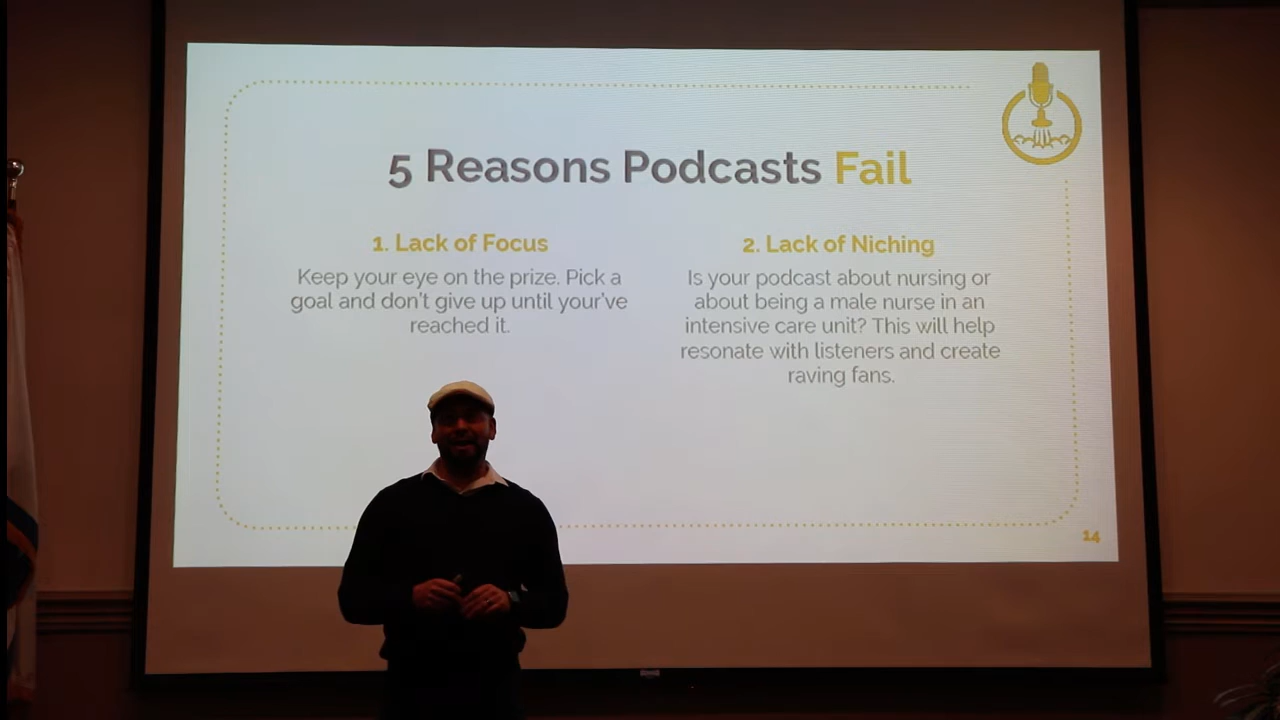 5 Reasons Podcasts Fail
1. Lack of Focus
Keep your eye on the prize. Pick a
goal and don't give up until your've
reached it.
2. Lack of Niching
Is your podcast about nursing or
about being a male nurse in an
intensive care unit? This will help
resonate with listeners and create
raving fans.
14